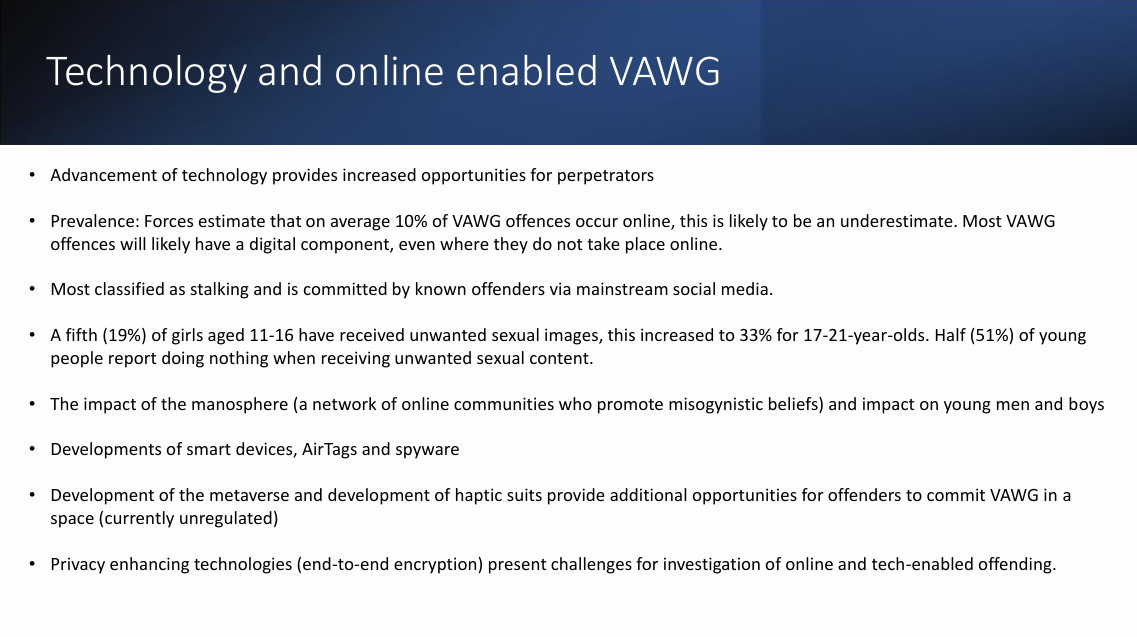 Technology and online enabled VAWG
• Advancement of technology provides increased opportunities for perpetrators
• Prevalence: Forces estimate that on average 10% of VAWG offences occur online, this is likely to be an underestimate. Most VAWG
offences will likely have a digital component, even where they do not take place online.
• Most classified as stalking and is committed by known offenders via mainstream social media.
• A fifth (19%) of girls aged 11-16 have received unwanted sexual images, this increased to 33% for 17-21-year-olds. Half (51%) of young
people report doing nothing when receiving unwanted sexual content.
• The impact of the manosphere (a network of online communities who promote misogynistic beliefs) and impact on young men and boys
• Developments of smart devices, AirTags and spyware
• Development of the metaverse and development of haptic suits provide additional opportunities for offenders to commit VAWG in a
space (currently unregulated)
• Privacy enhancing technologies (end-to-end encryption) present challenges for investigation of online and tech-enabled offending.